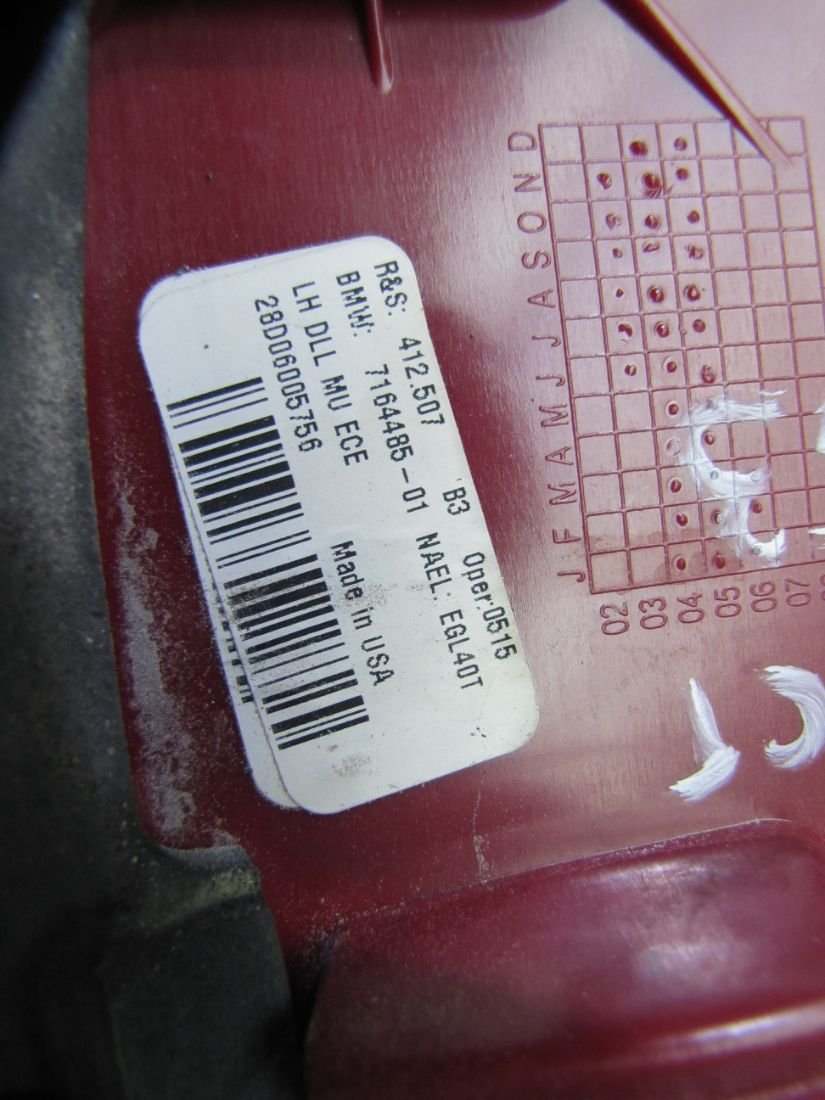 R&S: 412.507 B3 Oper:0515
BMW: 7164485-01 NAEL: EGL40T
LH DLL MU ECE Made in USA
28D06005756
J F M A M J J A S O N D
02
03
04
05
06
07